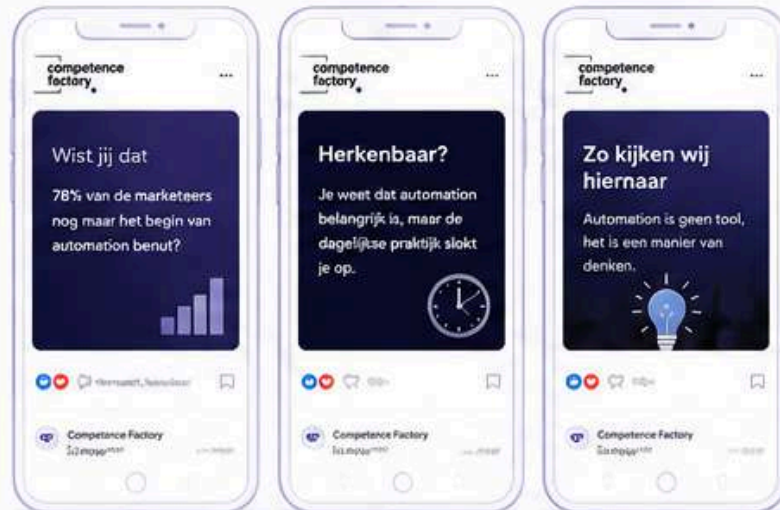 competence
factory
...
Wist jij dat
78% van de marketeers
nog maar het begin van
automation benut?
Competence Factory
competence
factory
...
Herkenbaar?
Je weet dat automation
belangrijk is, maar de
dagelijkse praktijk slokt
je op.
Competence Factory
competence
factory
...
Zo kijken wij
hiernaar
Automation is geen tool,
het is een manier van
denken.
Competence Factory